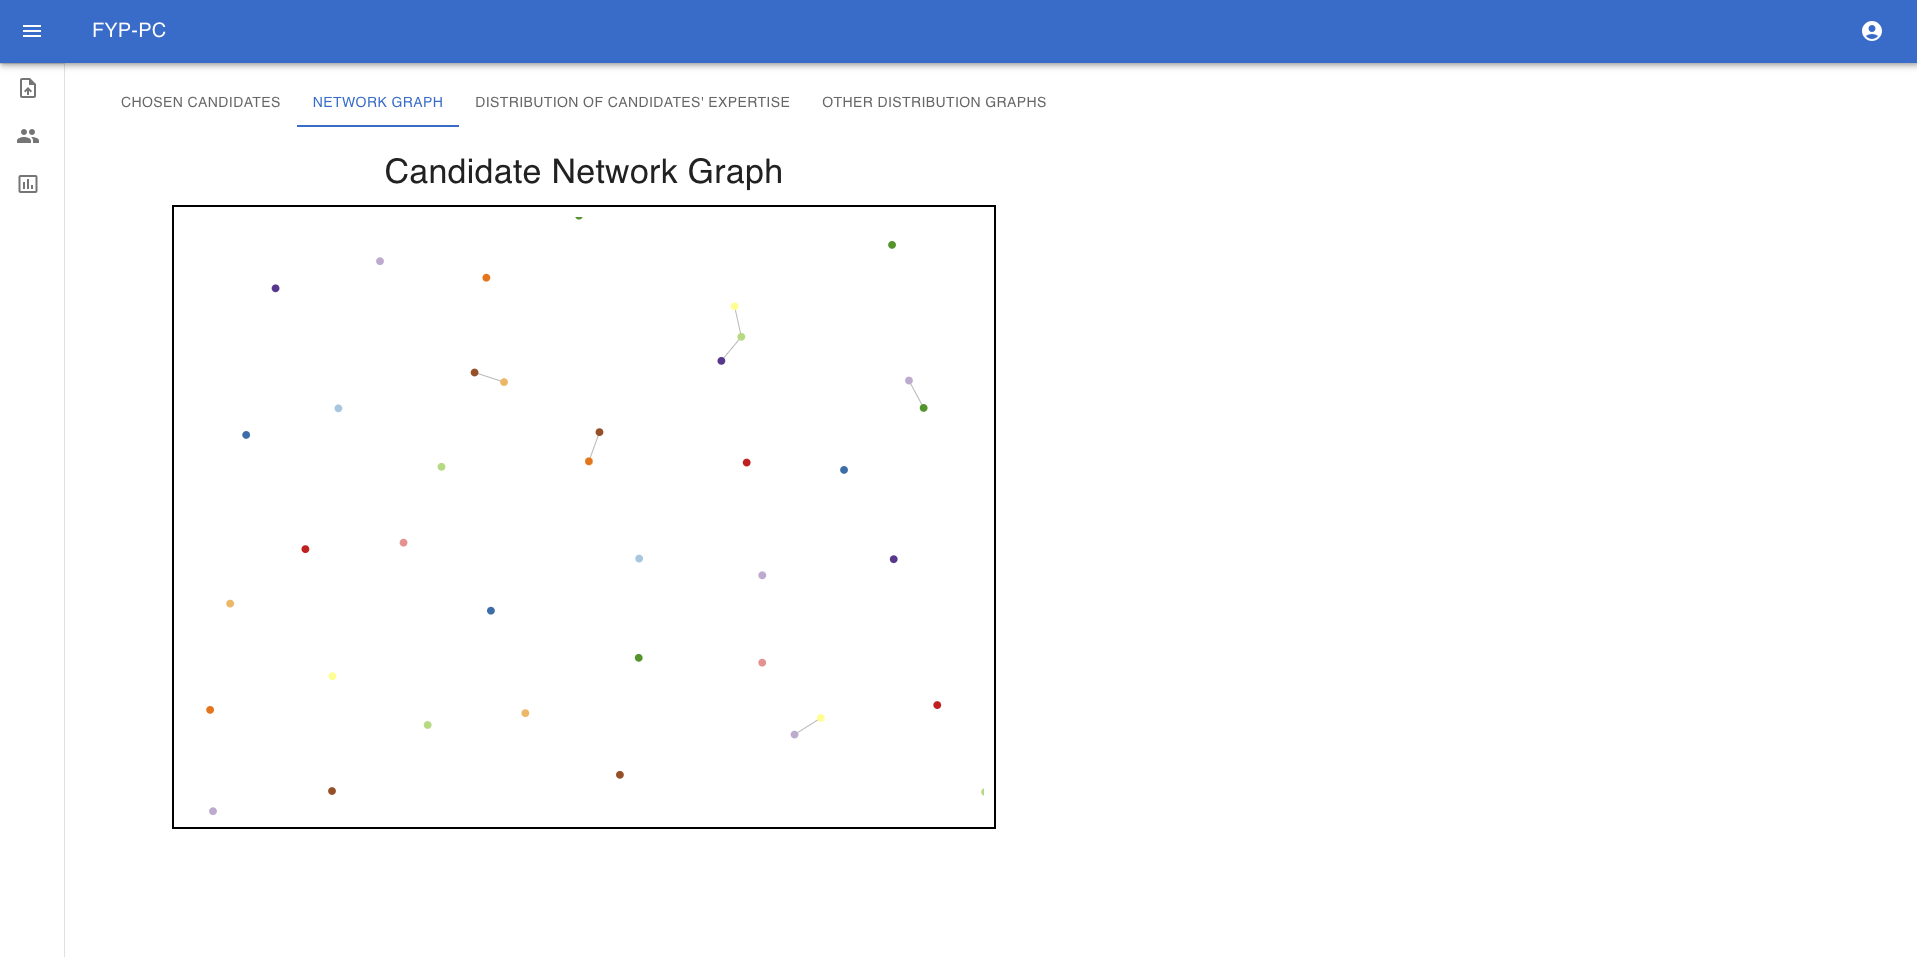 FYP-PC
CHOSEN CANDIDATES
NETWORK GRAPH
DISTRIBUTION OF CANDIDATES' EXPERTISE
OTHER DISTRIBUTION GRAPHS
Candidate Network Graph